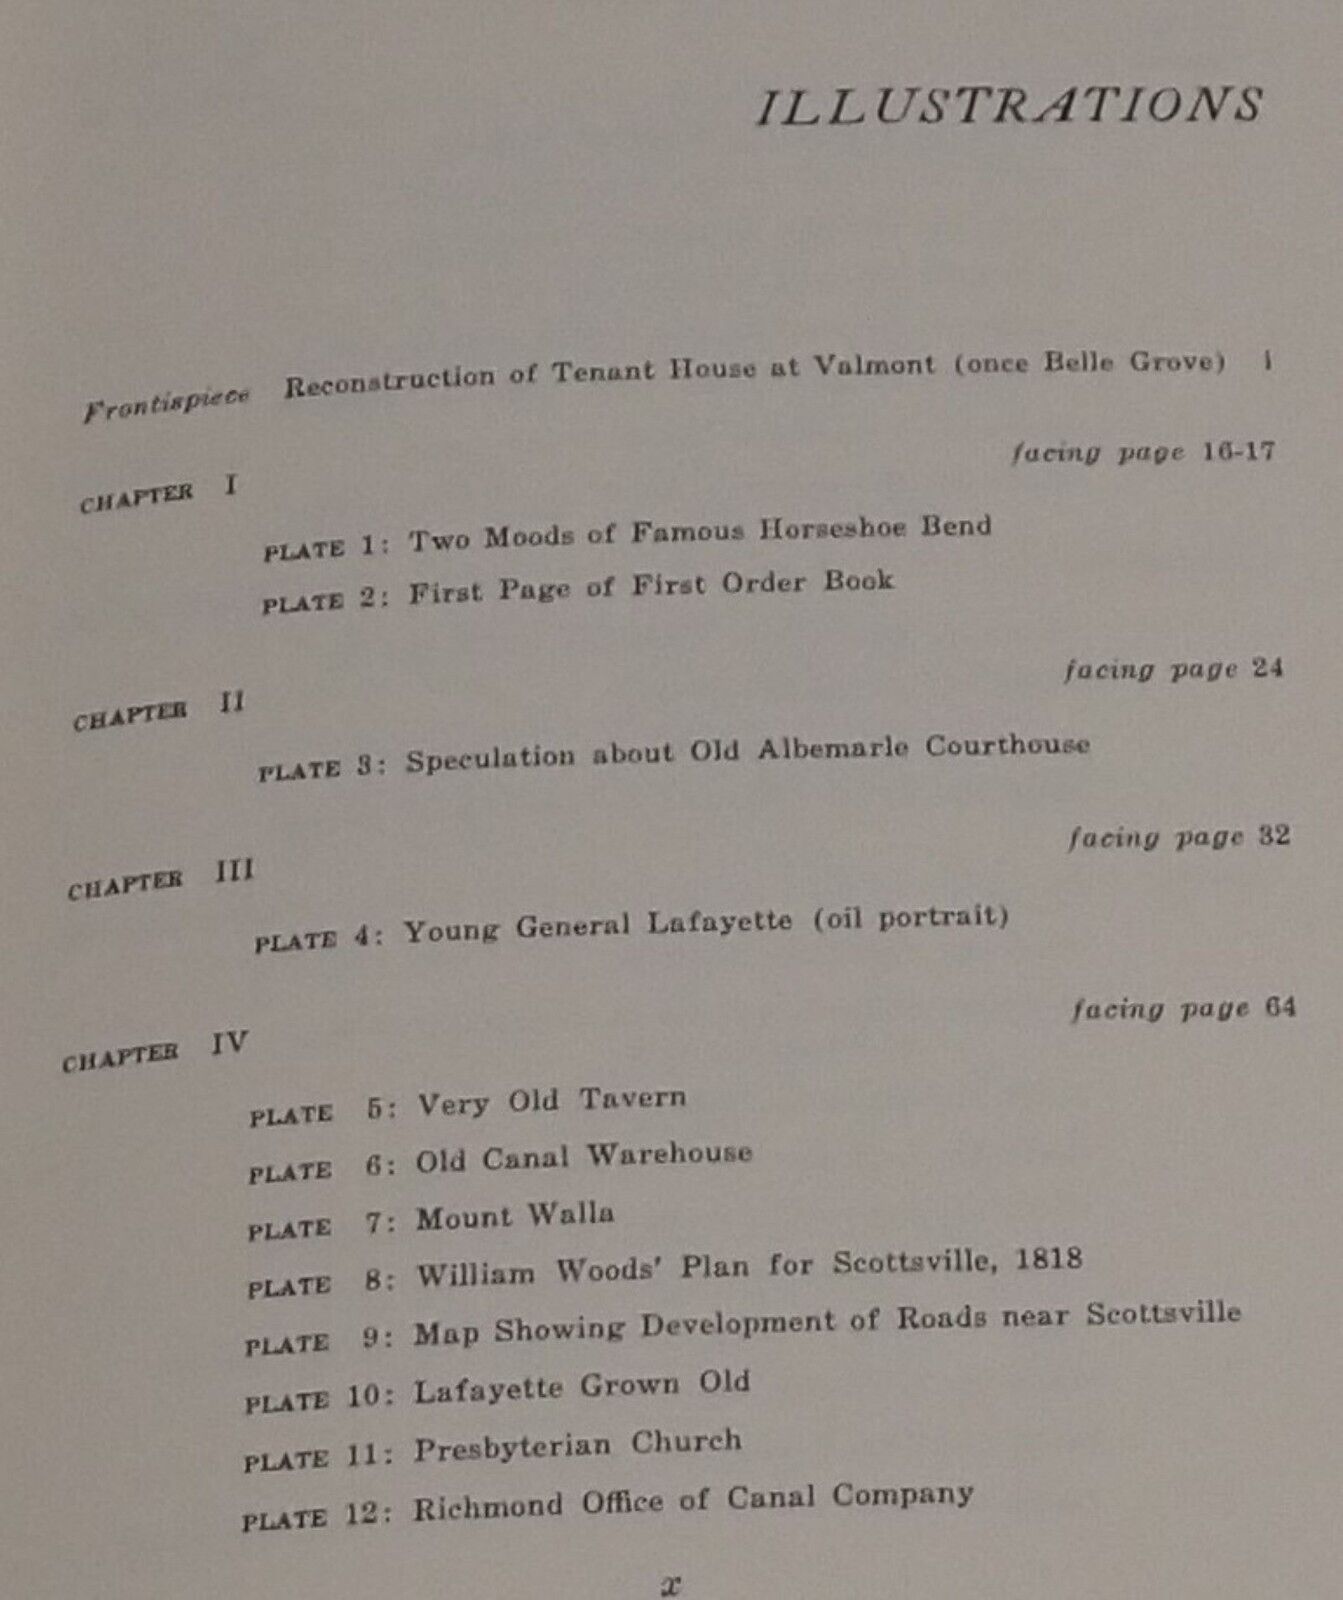 ILLUSTRATIONS
Frontispiece Reconstruction of Tenant House at Valmont (once Belle Grove) i
facing page 16-17
CHAPTER I
PLATE 1: Two Moods of Famous Horseshoe Bend
PLATE 2: First Page of First Order Book
facing page 24
CHAPTER II
PLATE 3: Speculation about Old Albemarle Courthouse
facing page 32
CHAPTER III
PLATE 4: Young General Lafayette (oil portrait)
facing page 64
CHAPTER IV
PLATE 5: Very Old Tavern
PLATE 6: Old Canal Warehouse
PLATE 7: Mount Walla
PLATE 8: William Woods' Plan for Scottsville, 1818
PLATE 9: Map Showing Development of Roads near Scottsville
PLATE 10: Lafayette Grown Old
PLATE 11: Presbyterian Church
PLATE 12: Richmond Office of Canal Company
x